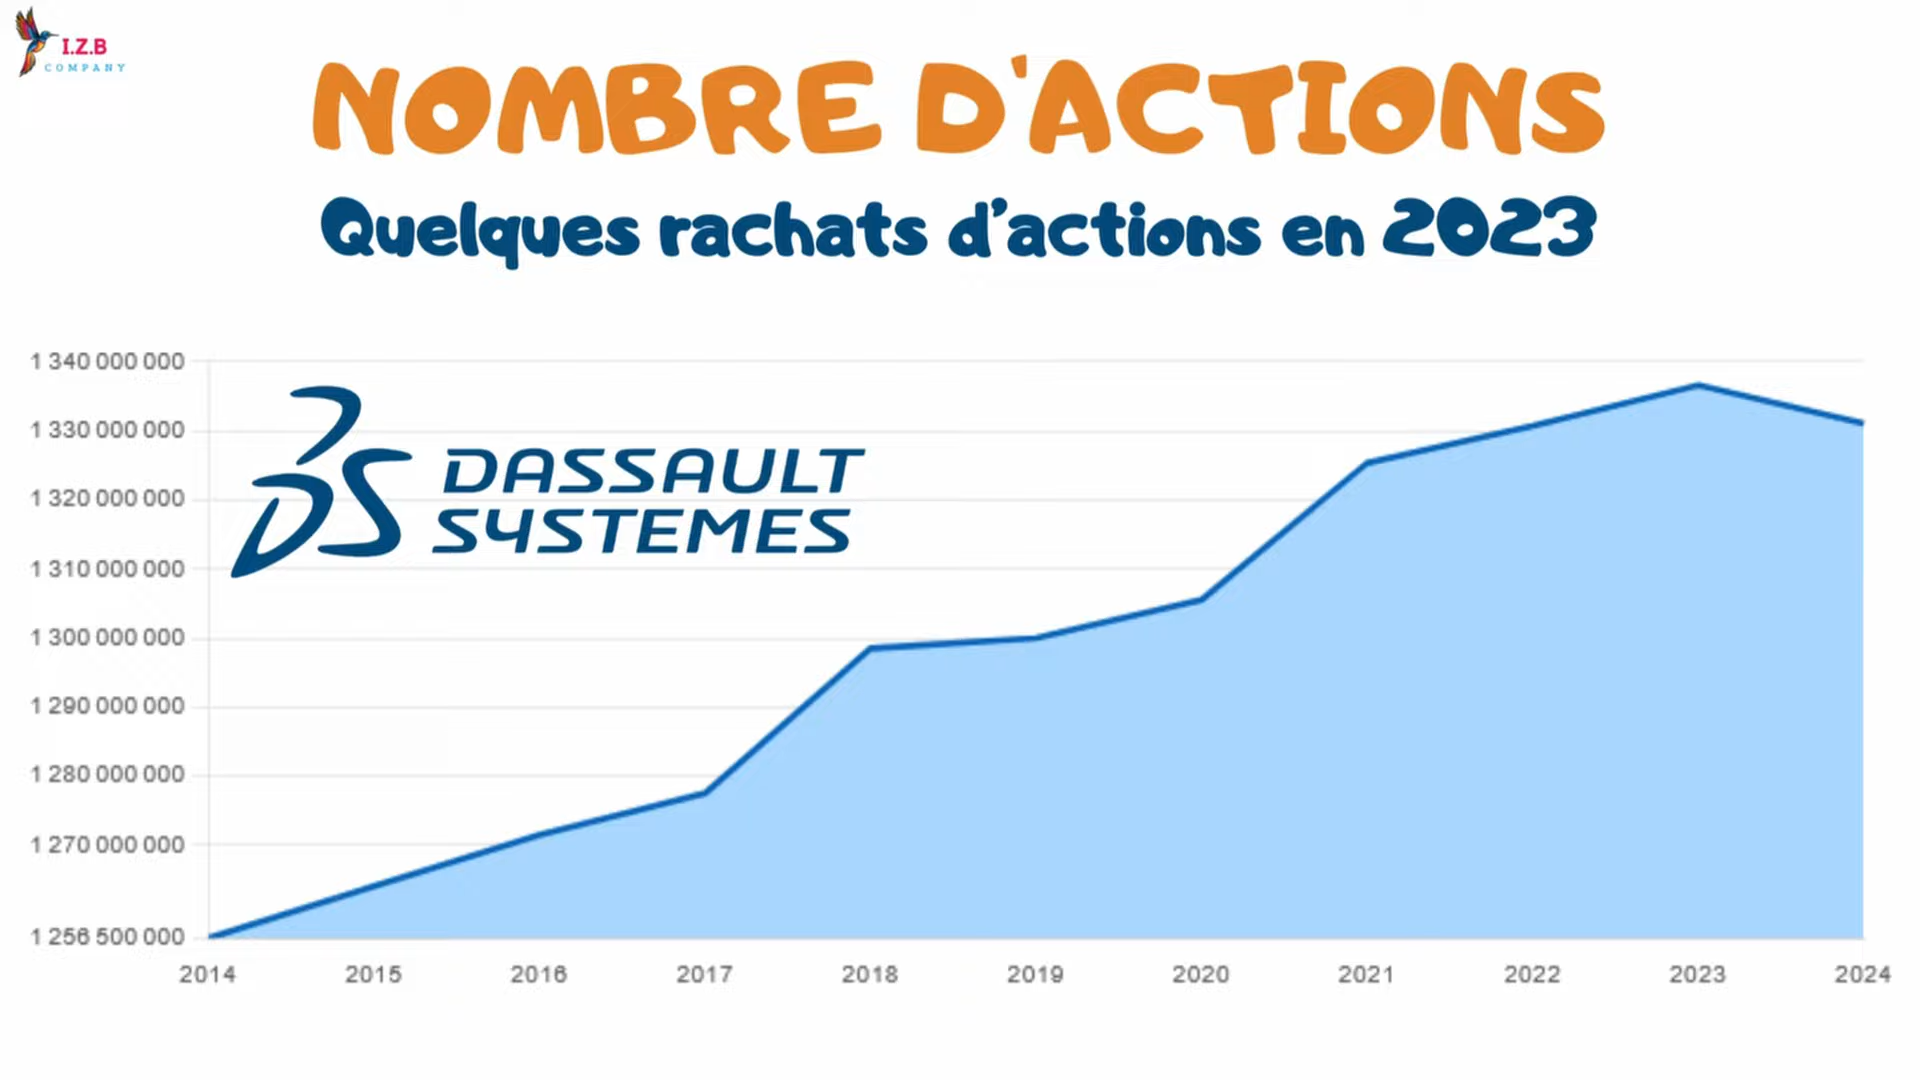 I.Z.B
COMPANY
NOMBRE D'ACTIONS
Quelques rachats d'actions en 2023
1 340 000 000
1 330 000 000
1 320 000 000
1 310 000 000
1 300 000 000
1 290 000 000
1 280 000 000
1 270 000 000
1 256 500 000
DS DASSAULT
SYSTEMES
2014 2015 2016 2017 2018 2019 2020 2021 2022 2023 2024